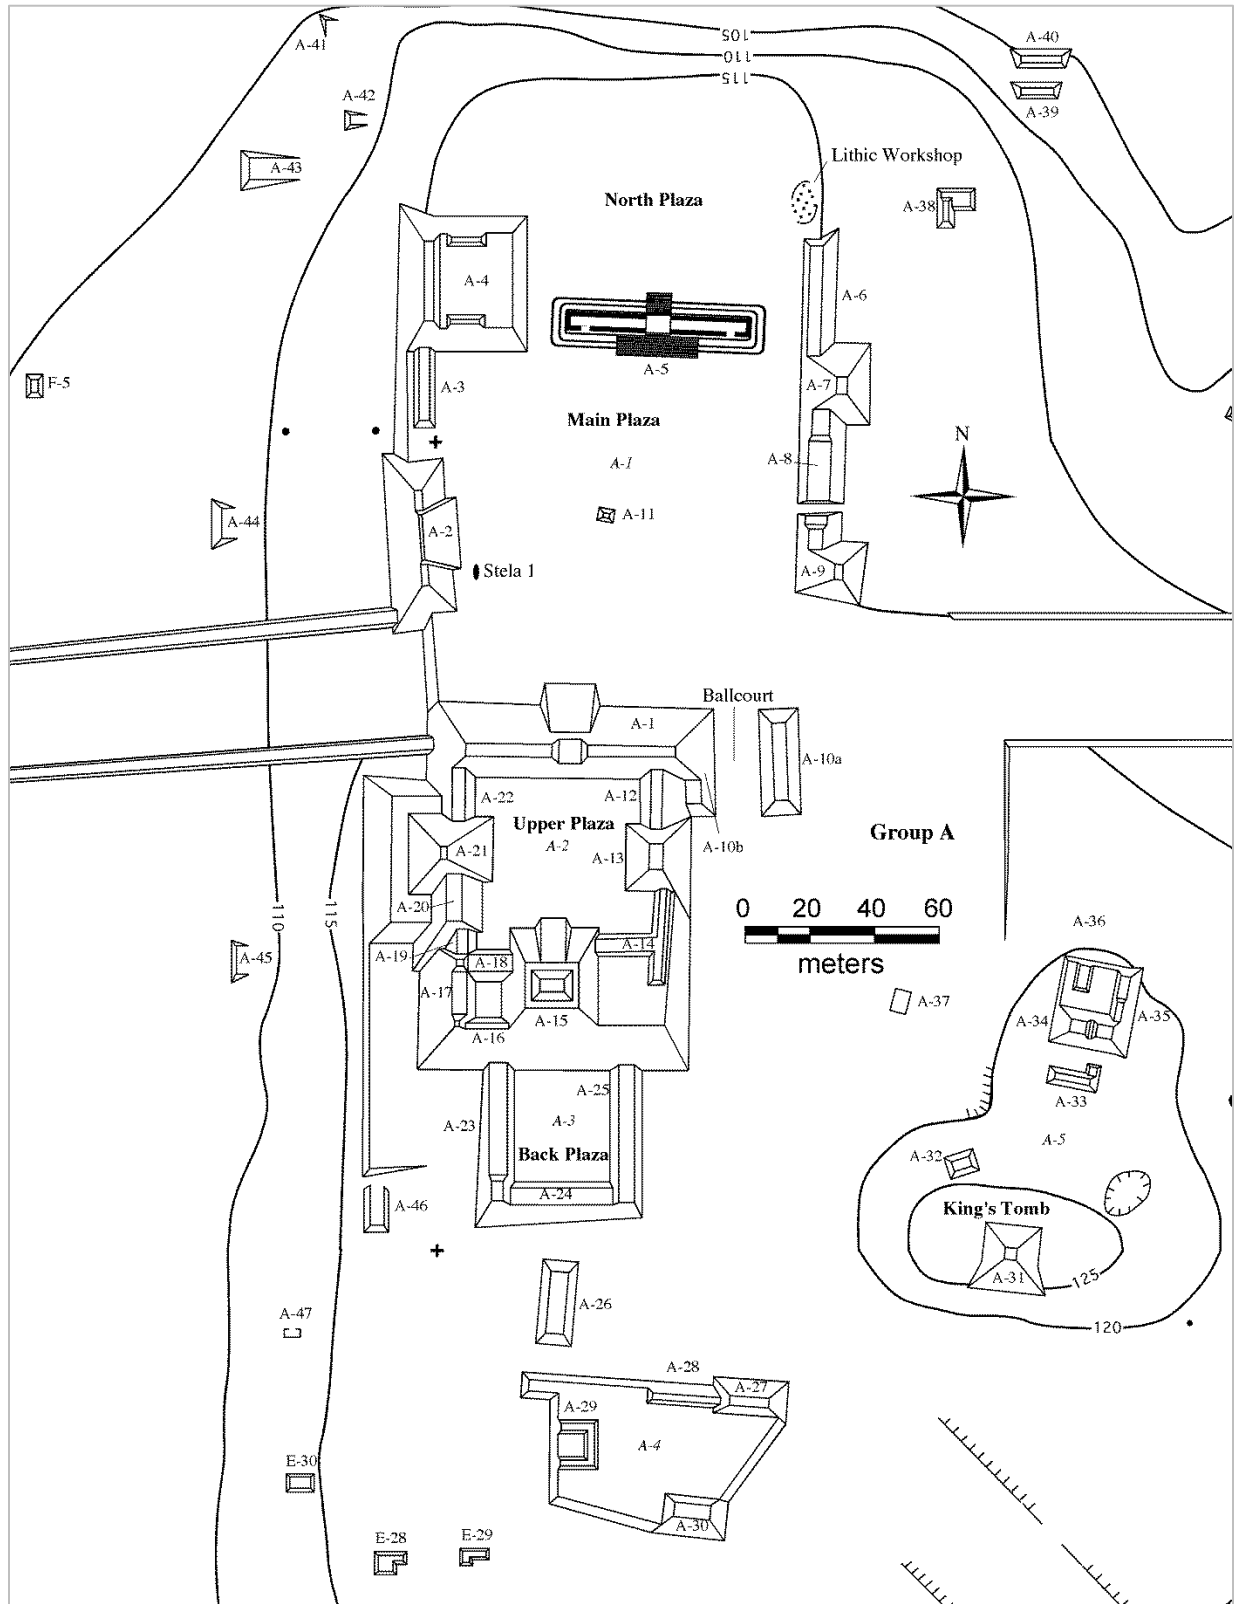 105
110
115
A-41
A-40
A-42
A-39
A-43
Lithic Workshop
North Plaza
A-38
A-4
A-6
A-5
A-7
F-5
A-3
Main Plaza
A-1
N
A-8
A-11
A-44
A-2
A-9
Stela 1
Ballcourt
A-1
A-10a
A-22
A-12
Upper Plaza
A-2
Group A
A-21
A-13
A-10b
A-20
0 20 40 60
meters
110
115
A-36
A-14
A-45
A-19
A-18
A-17
A-37
A-15
A-34
A-35
A-16
A-25
A-33
A-23
A-3
A-5
Back Plaza
A-32
A-24
A-46
King's Tomb
A-31
125
A-26
A-47
120
A-28
A-27
A-29
A-4
E-30
A-30
E-28
E-29